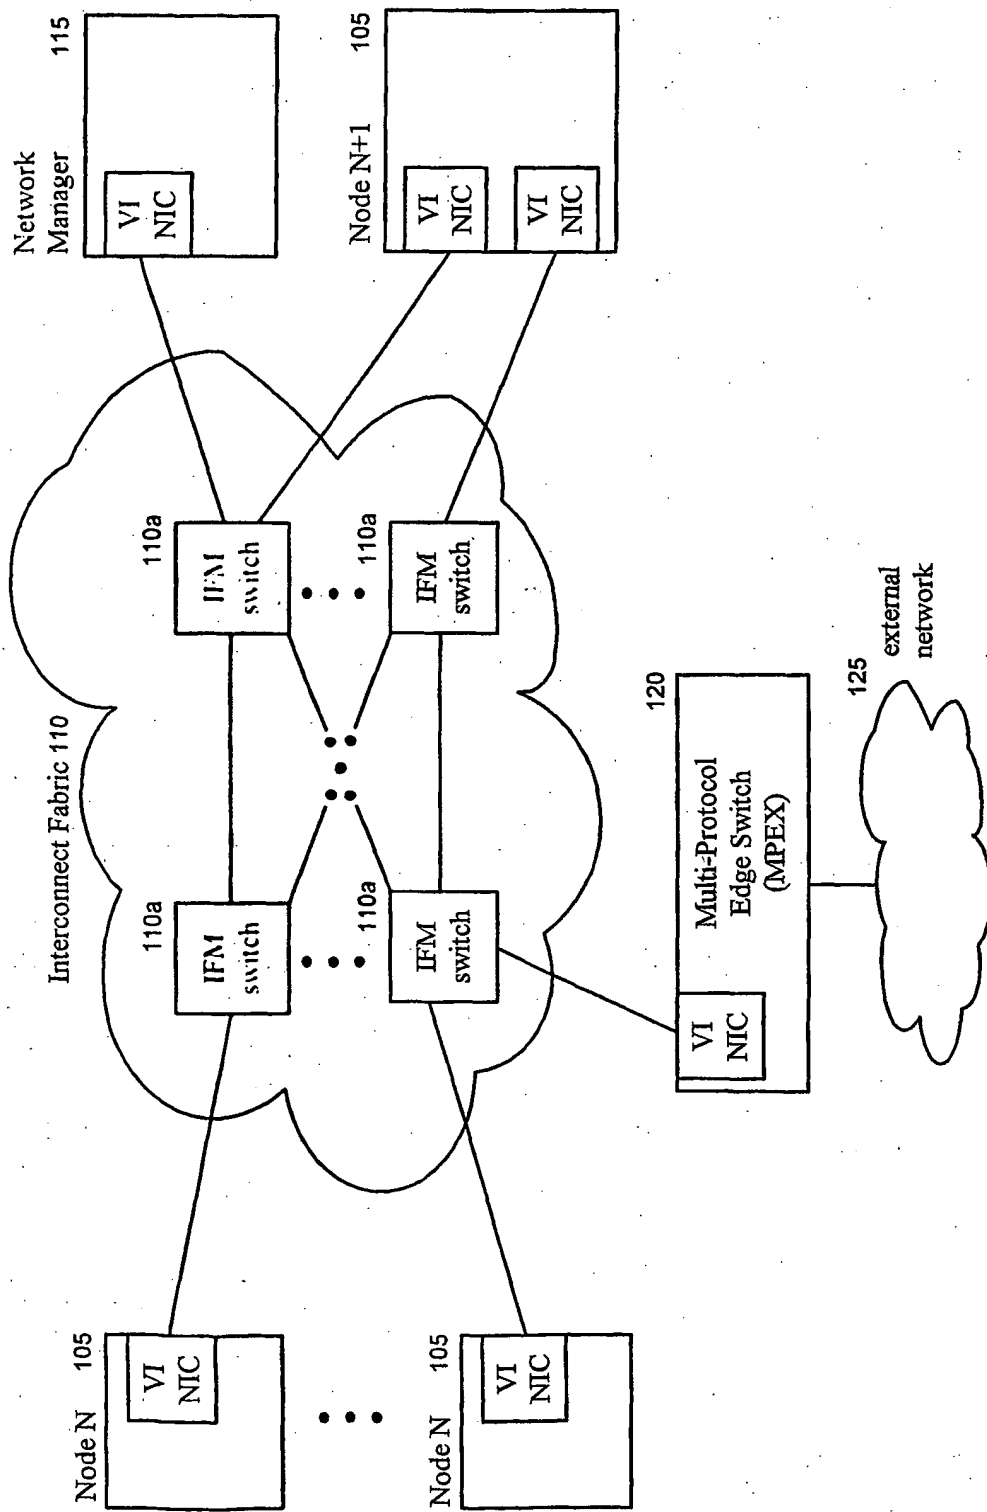 Network
Manager
115
VI
NIC
Node N+1
105
VI
NIC
VI
NIC
Interconnect Fabric 110
110a
IFM
switch
110a
IFM
switch
110a
IFM
switch
110a
IFM
switch
Node N
105
VI
NIC
Node N
105
VI
NIC
120
Multi-Protocol
Edge Switch
(MPEX)
VI
NIC
125
external
network